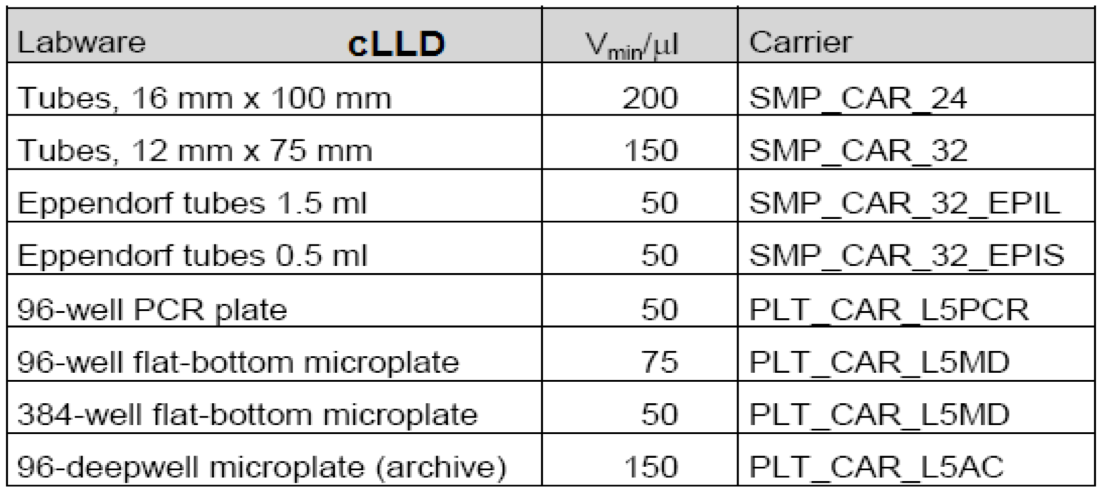 Labware cLLD Vmin/μl Carrier
Tubes, 16 mm x 100 mm 200 SMP_CAR_24
Tubes, 12 mm x 75 mm 150 SMP_CAR_32
Eppendorf tubes 1.5 ml 50 SMP_CAR_32_EPIL
Eppendorf tubes 0.5 ml 50 SMP_CAR_32_EPIS
96-well PCR plate 50 PLT_CAR_L5PCR
96-well flat-bottom microplate 75 PLT_CAR_L5MD
384-well flat-bottom microplate 50 PLT_CAR_L5MD
96-deepwell microplate (archive) 150 PLT_CAR_L5AC